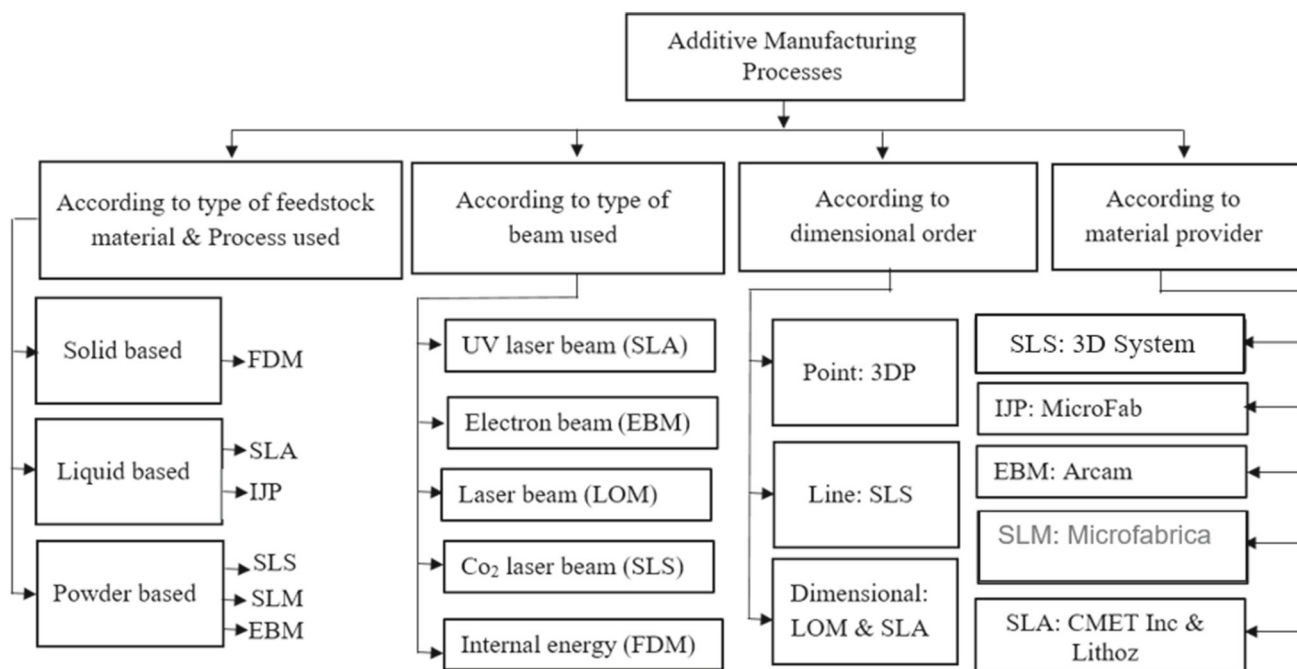 Additive Manufacturing
Processes
According to type of feedstock
material & Process used
According to type of
beam used
According to
dimensional order
According to
material provider
Solid based
FDM
Liquid based
SLA
IJP
Powder based
SLS
SLM
EBM
UV laser beam (SLA)
Electron beam (EBM)
Laser beam (LOM)
Co₂ laser beam (SLS)
Internal energy (FDM)
Point: 3DP
Line: SLS
Dimensional:
LOM & SLA
SLS: 3D System
IJP: MicroFab
EBM: Arcam
SLM: Microfabrica
SLA: CMET Inc &
Lithoz